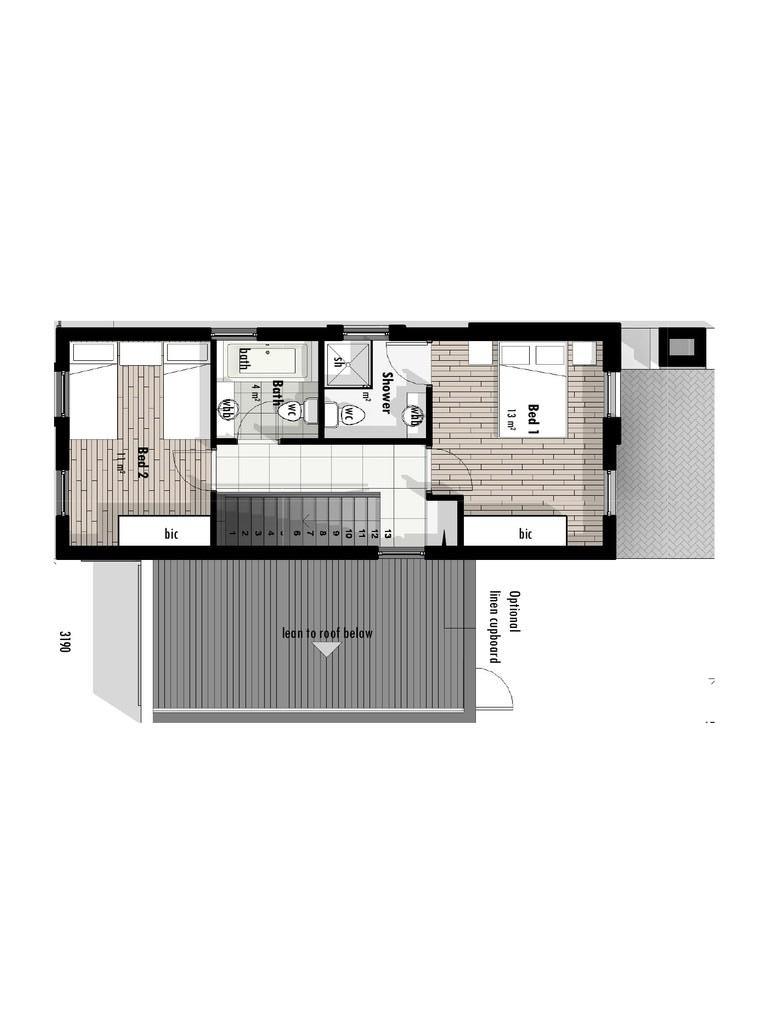 bath
Bath
4 m²
wbb
wc
sh
Shower
m²
wc
wbb
Bed 1
13 m²
Bed 2
11 m²
bic
1 2 3 4 5 6 7 8 9 10 11 12 13
bic
lean to roof below
Optional
linen cupboard
3190